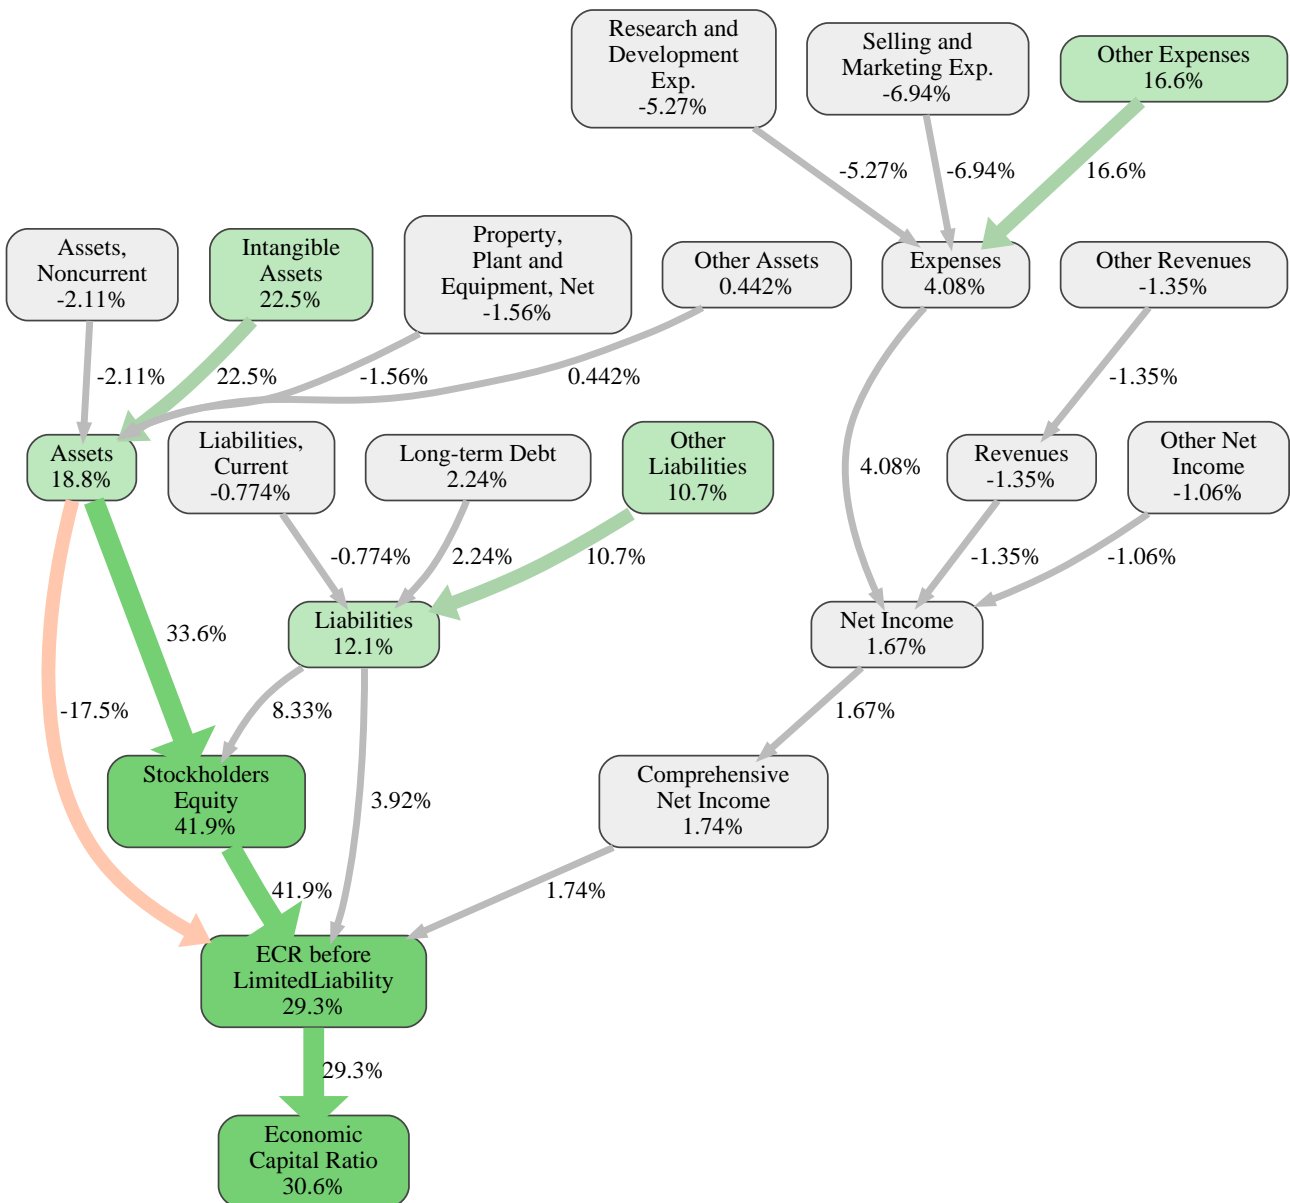 Research and
Development
Exp.
-5.27%
Selling and
Marketing Exp.
-6.94%
Other Expenses
16.6%
-5.27%
-6.94%
16.6%
Assets,
Noncurrent
-2.11%
Intangible
Assets
22.5%
Property,
Plant and
Equipment, Net
-1.56%
Other Assets
0.442%
Expenses
4.08%
Other Revenues
-1.35%
-2.11%
22.5%
-1.56%
0.442%
-1.35%
Assets
18.8%
Liabilities,
Current
-0.774%
Long-term Debt
2.24%
Other
Liabilities
10.7%
4.08%
Revenues
-1.35%
Other Net
Income
-1.06%
-0.774%
2.24%
10.7%
-1.35%
-1.06%
33.6%
Liabilities
12.1%
Net Income
1.67%
-17.5%
8.33%
1.67%
Stockholders
Equity
41.9%
3.92%
Comprehensive
Net Income
1.74%
41.9%
1.74%
ECR before
LimitedLiability
29.3%
29.3%
Economic
Capital Ratio
30.6%